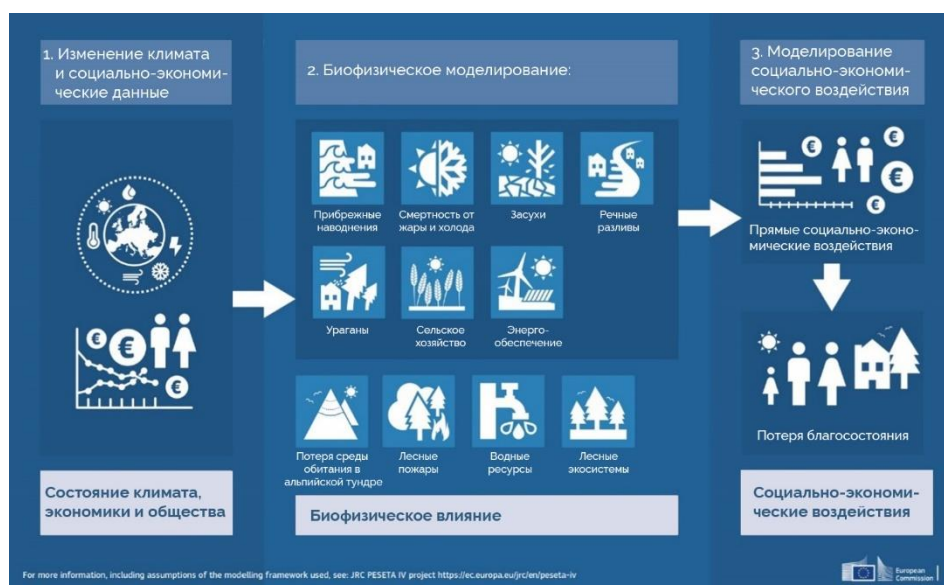 1. Изменение климата
и социально-экономи-
ческие данные
Состояние климата,
экономики и общества
2. Биофизическое моделирование:
Прибрежные
наводнения
Смертность от
жары и холода
Засухи
Речные
разливы
Ураганы
Сельское
хозяйство
Энерго-
обеспечение
Потеря среды
обитания в
альпийской тундре
Лесные
пожары
Водные
ресурсы
Лесные
экосистемы
Биофизическое влияние
3. Моделирование
социально-экономи-
ческого воздействия
Прямые социально-эконо-
мические воздействия
Потеря благосостояния
Социально-экономи-
ческие воздействия
For more information, including assumptions of the modelling framework used, see: JRC PESETA IV project https://ec.europa.eu/jrc/en/peseta-iv
European
Commission